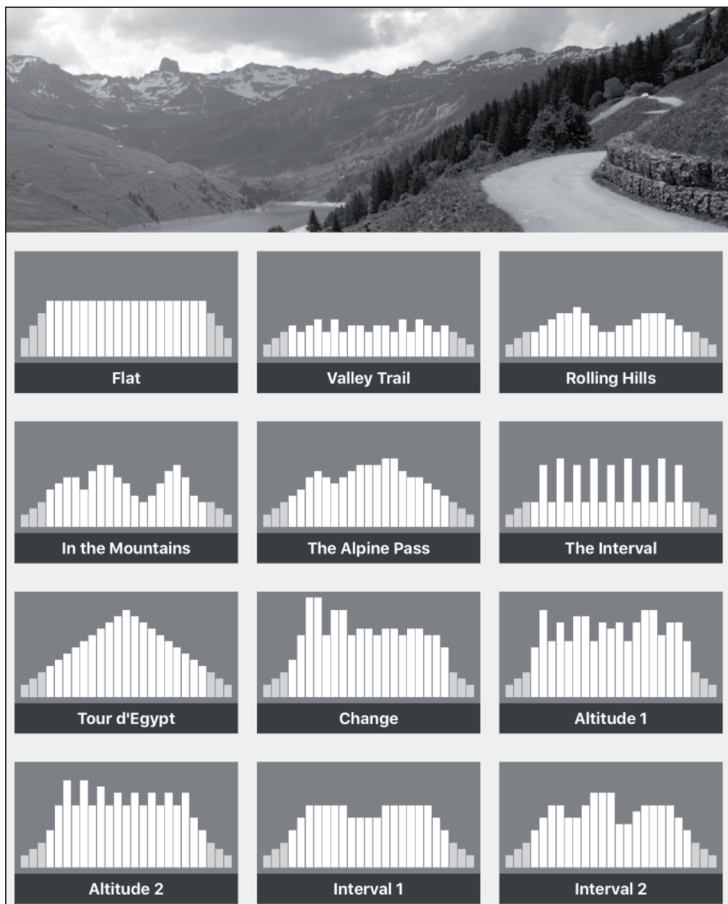 Flat
Valley Trail
Rolling Hills
In the Mountains
The Alpine Pass
The Interval
Tour d'Egypt
Change
Altitude 1
Altitude 2
Interval 1
Interval 2